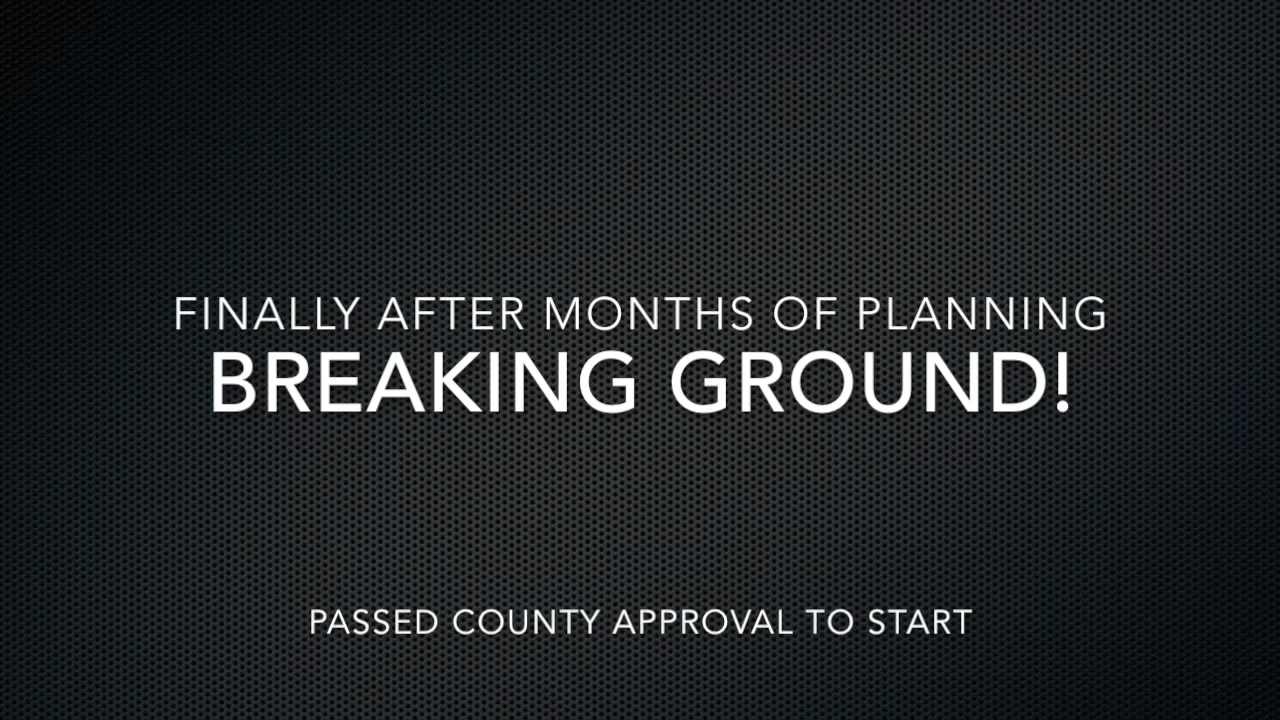 FINALLY AFTER MONTHS OF PLANNING
BREAKING GROUND!
PASSED COUNTY APPROVAL TO START